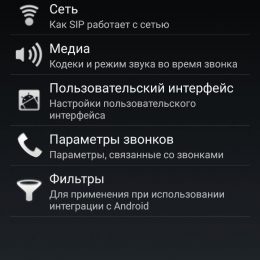 Сеть
Как SIP работает с сетью
Медиа
Кодеки и режим звука во время звонка
Пользовательский интерфейс
Настройки пользовательского
интерфейса
Параметры звонков
Параметры, связанные со звонками
Фильтры
Для применения при использовании
интеграции с Android